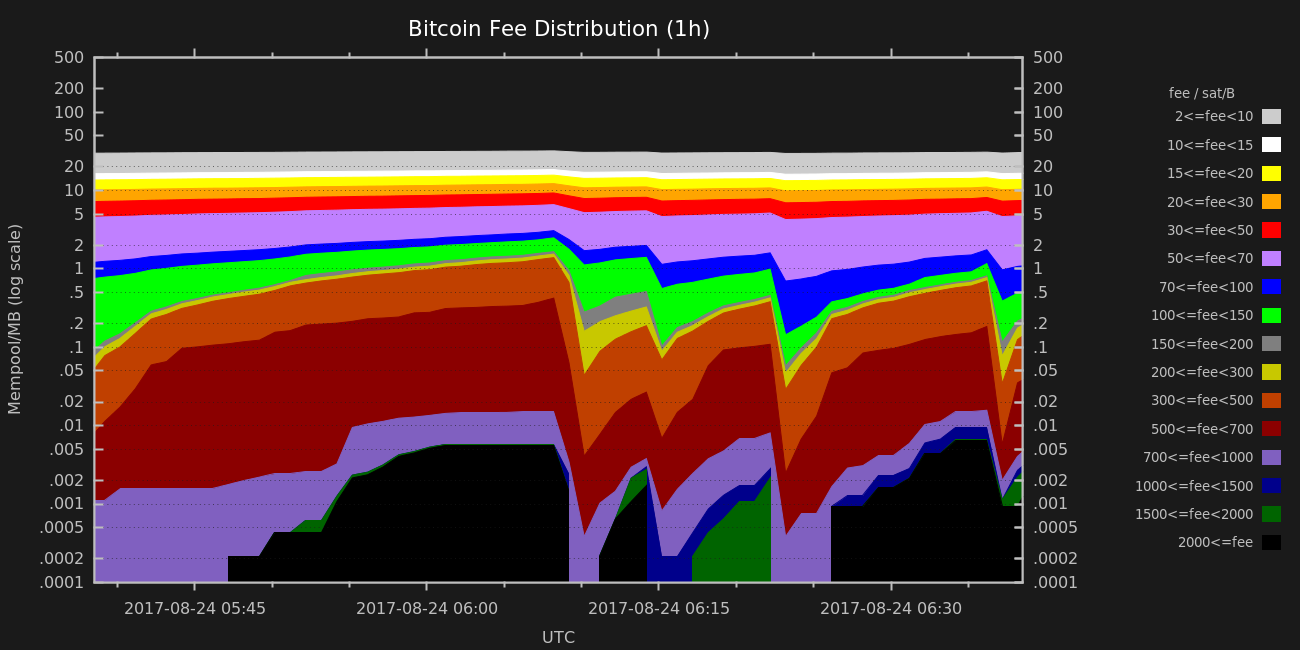 Bitcoin Fee Distribution (1h)
Mempool/MB (log scale)
500
200
100
50
20
10
5
2
1
.5
.2
.1
.05
.02
.01
.005
.002
.001
.0005
.0002
.0001
500
200
100
50
20
10
5
2
1
.5
.2
.1
.05
.02
.01
.005
.002
.001
.0005
.0002
.0001
2017-08-24 05:45
2017-08-24 06:00
2017-08-24 06:15
2017-08-24 06:30
UTC
fee / sat/B
2<=fee<10
10<=fee<15
15<=fee<20
20<=fee<30
30<=fee<50
50<=fee<70
70<=fee<100
100<=fee<150
150<=fee<200
200<=fee<300
300<=fee<500
500<=fee<700
700<=fee<1000
1000<=fee<1500
1500<=fee<2000
2000<=fee